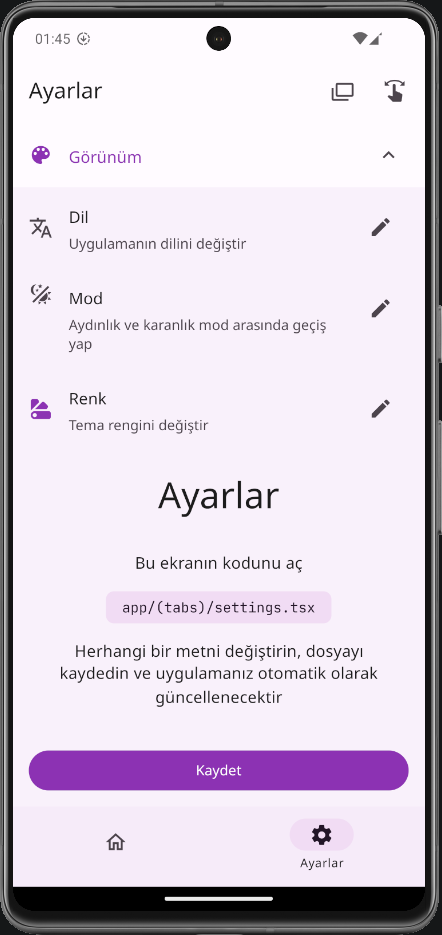 01:45
Ayarlar
Görünüm
Dil
Uygulamanın dilini değiştir
Mod
Aydınlık ve karanlık mod arasında geçiş
yap
Renk
Tema rengini değiştir
Ayarlar
Bu ekranın kodunu aç
app/(tabs)/settings.tsx
Herhangi bir metni değiştirin, dosyayı
kaydedin ve uygulamanız otomatik olarak
güncellenecektir
Kaydet
Ayarlar